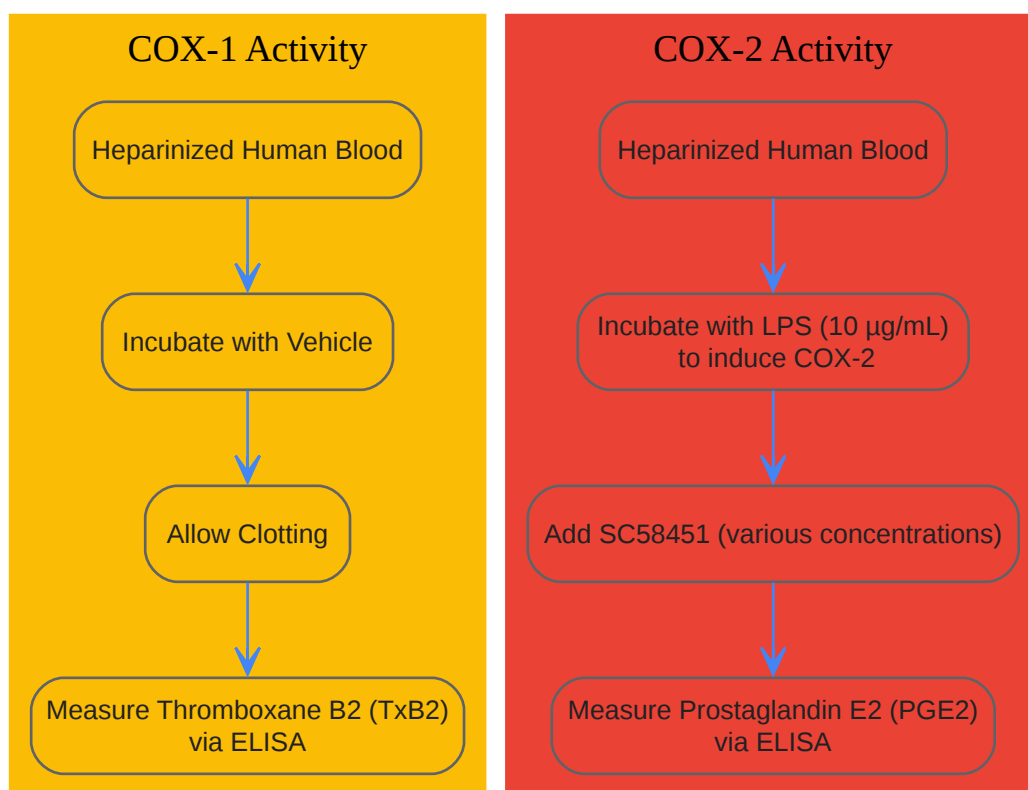 COX-1 Activity
Heparinized Human Blood
Incubate with Vehicle
Allow Clotting
Measure Thromboxane B2 (TxB2)
via ELISA
COX-2 Activity
Heparinized Human Blood
Incubate with LPS (10 µg/mL)
to induce COX-2
Add SC58451 (various concentrations)
Measure Prostaglandin E2 (PGE2)
via ELISA